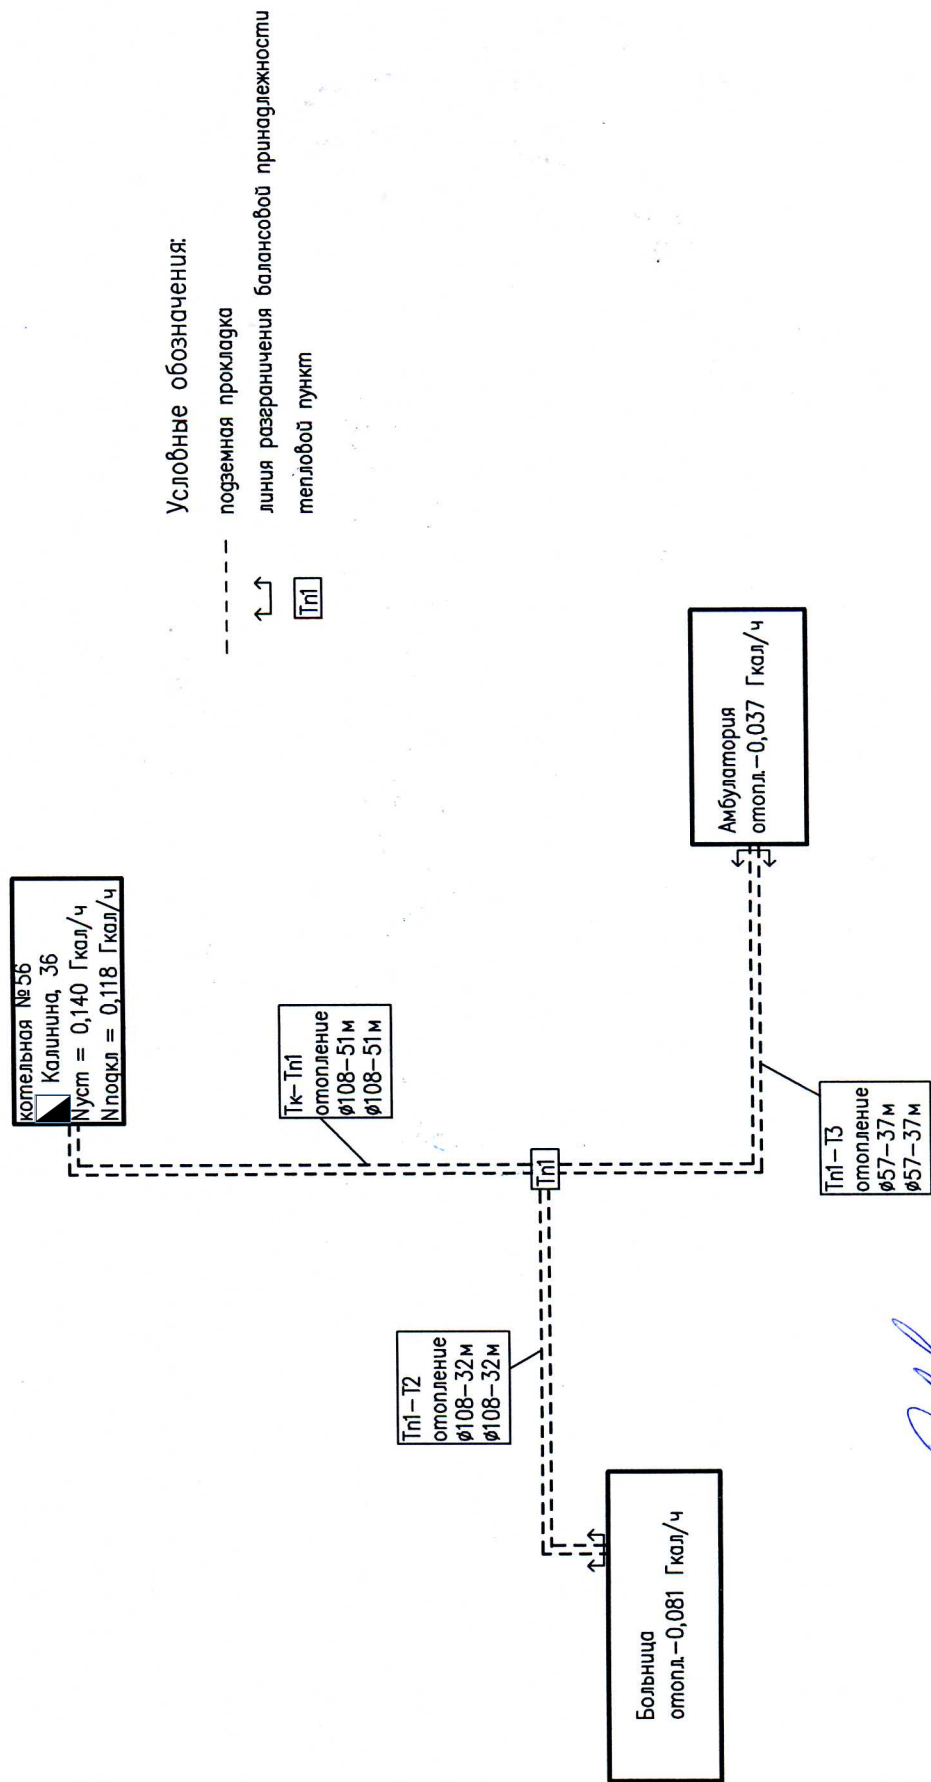 котельная №56
Калинина, 36
Nуст = 0,140 Гкал/ч
Nподкл = 0,118 Гкал/ч
Условные обозначения:
подземная прокладка
линия разграничения балансовой принадлежности
Тп1
тепловой пункт
Тк-Тп1
отопление
ø108-51м
ø108-51м
Тп1
Тп1-Т2
отопление
ø108-32м
ø108-32м
Амбулатория
отопл.-0,037 Гкал/ч
Больница
отопл.-0,081 Гкал/ч
Тп1-Т3
отопление
ø57-37м
ø57-37м